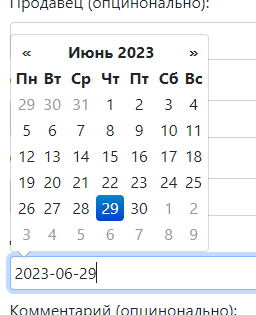 Продавец (опцинонально):
« Июнь 2023 »
Пн Вт Ср Чт Пт Сб Вс
29 30 31 1 2 3 4
5 6 7 8 9 10 11
12 13 14 15 16 17 18
19 20 21 22 23 24 25
26 27 28 29 30 1 2
3 4 5 6 7 8 9
2023-06-29
Комментарий (опцинонально):